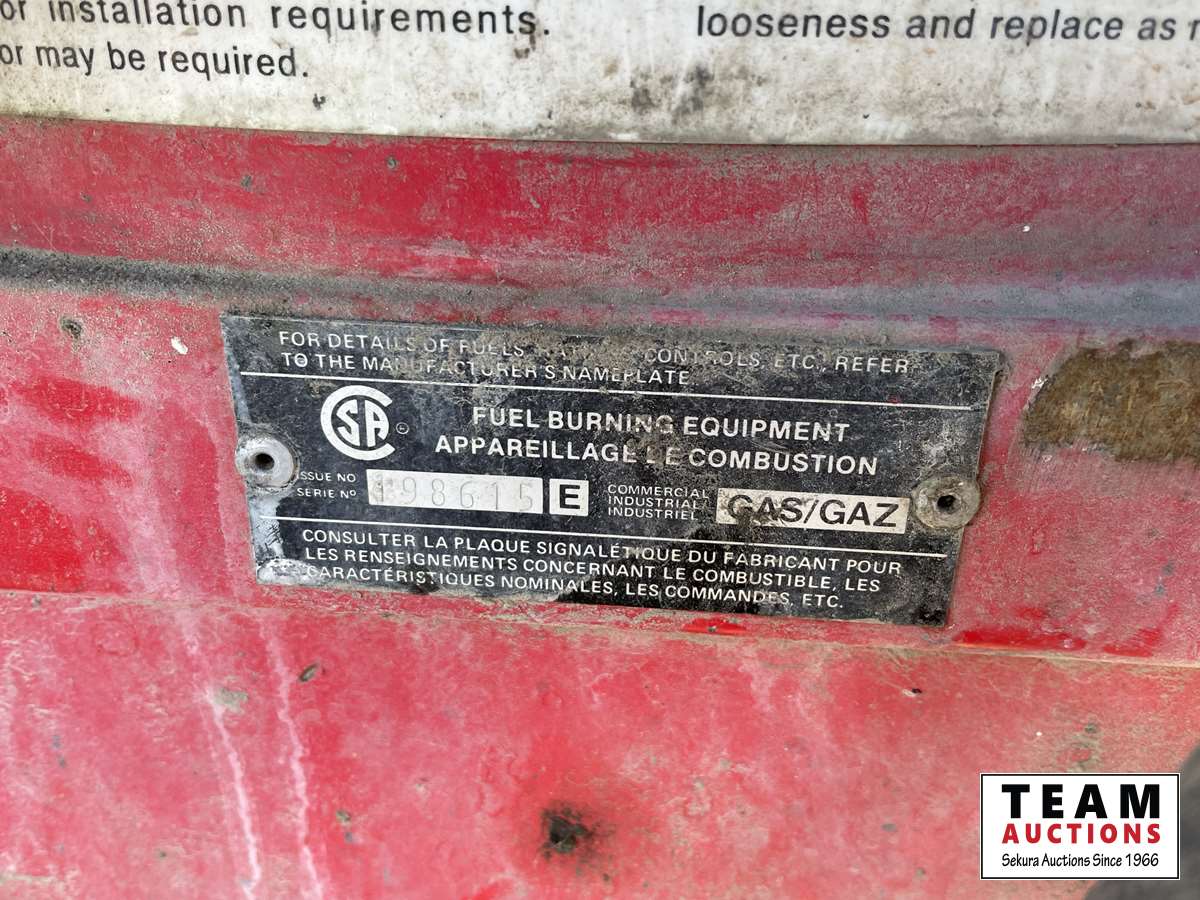 or installation requirements.
or may be required.
looseness and replace as
FOR DETAILS OF FUELS CONTROLS, ETC., REFER
TO THE MANUFACTURER'S NAMEPLATE
CSA
FUEL BURNING EQUIPMENT
APPAREILLAGE DE COMBUSTION
ISSUE NO
SERIE Nº
198615 E
COMMERCIAL
INDUSTRIAL
INDUSTRIEL
GAS/GAZ
CONSULTER LA PLAQUE SIGNALÉTIQUE DU FABRICANT POUR
LES RENSEIGNEMENTS CONCERNANT LE COMBUSTIBLE, LES
CARACTÉRISTIQUES NOMINALES, LES COMMANDES, ETC.
TEAM
AUCTIONS
Sekura Auctions Since 1966